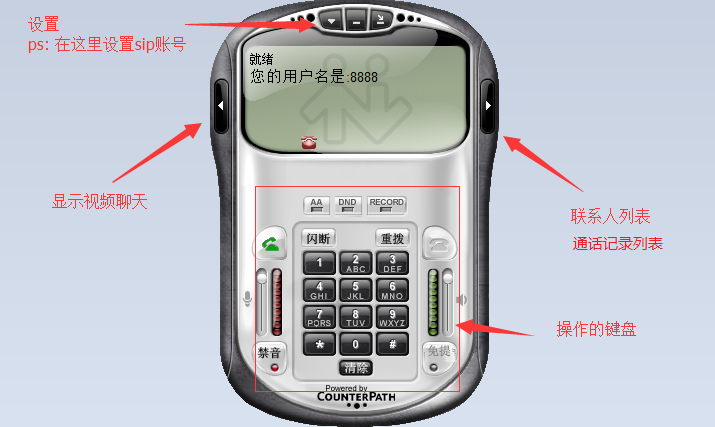 设置
ps: 在这里设置sip账号
就绪
您的用户名是:8888
显示视频聊天
联系人列表
通话记录列表
AA DND RECORD
闪断 重拨
1 2 ABC 3 DEF
4 GHI 5 JKL 6 MNO
7 PQRS 8 TUV 9 WXYZ
操作的键盘
* 0 #
禁音 免提
清除
Powered by
COUNTERPATH